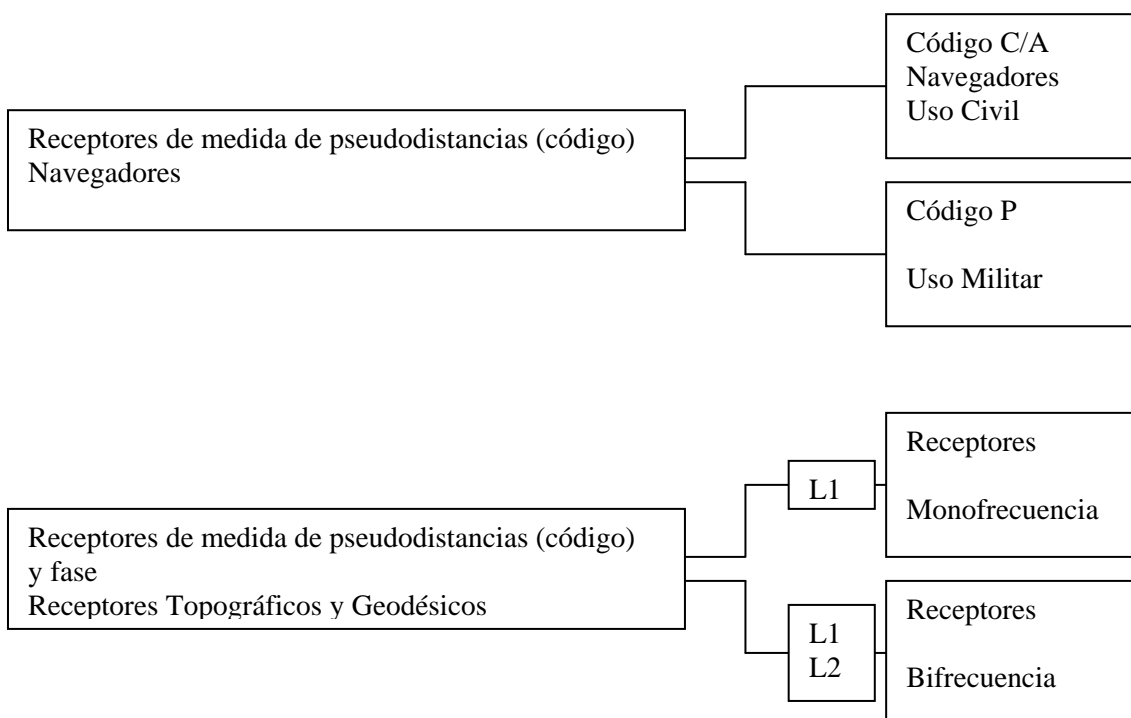 Código C/A
Navegadores
Uso Civil
Receptores de medida de pseudodistancias (código)
Navegadores
Código P
Uso Militar
Receptores
L1
Monofrecuencia
Receptores de medida de pseudodistancias (código)
y fase
Receptores Topográficos y Geodésicos
Receptores
L1
L2
Bifrecuencia